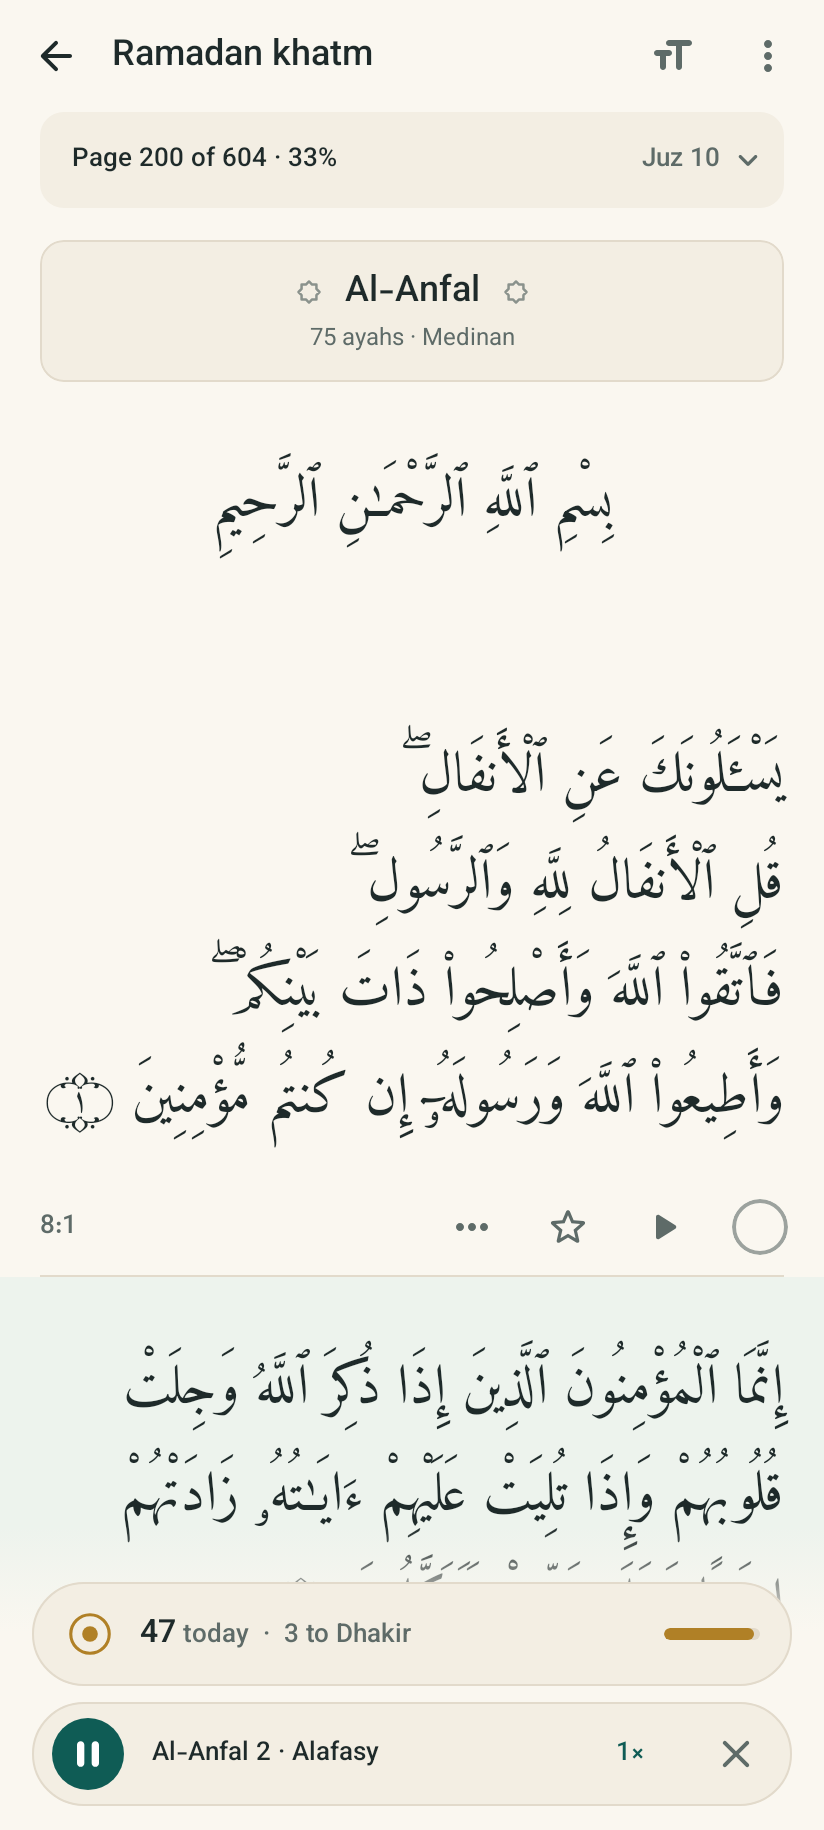 Ramadan khatm
Page 200 of 604 · 33%
Juz 10
Al-Anfal
75 ayahs · Medinan
بِسْمِ ٱللَّهِ ٱلرَّحْمَـٰنِ ٱلرَّحِيمِ
يَسْـَٔلُونَكَ عَنِ ٱلْأَنفَالِ ۖ
قُلِ ٱلْأَنفَالُ لِلَّهِ وَٱلرَّسُولِ ۖ
فَٱتَّقُوا۟ ٱللَّهَ وَأَصْلِحُوا۟ ذَاتَ بَيْنِكُمْ ۖ
وَأَطِيعُوا۟ ٱللَّهَ وَرَسُولَهُۥٓ إِن كُنتُم مُّؤْمِنِينَ ١
8:1
إِنَّمَا ٱلْمُؤْمِنُونَ ٱلَّذِينَ إِذَا ذُكِرَ ٱللَّهُ وَجِلَتْ
قُلُوبُهُمْ وَإِذَا تُلِيَتْ عَلَيْهِمْ ءَايَـٰتُهُۥ زَادَتْهُمْ
47 today · 3 to Dhakir
Al-Anfal 2 · Alafasy
1×